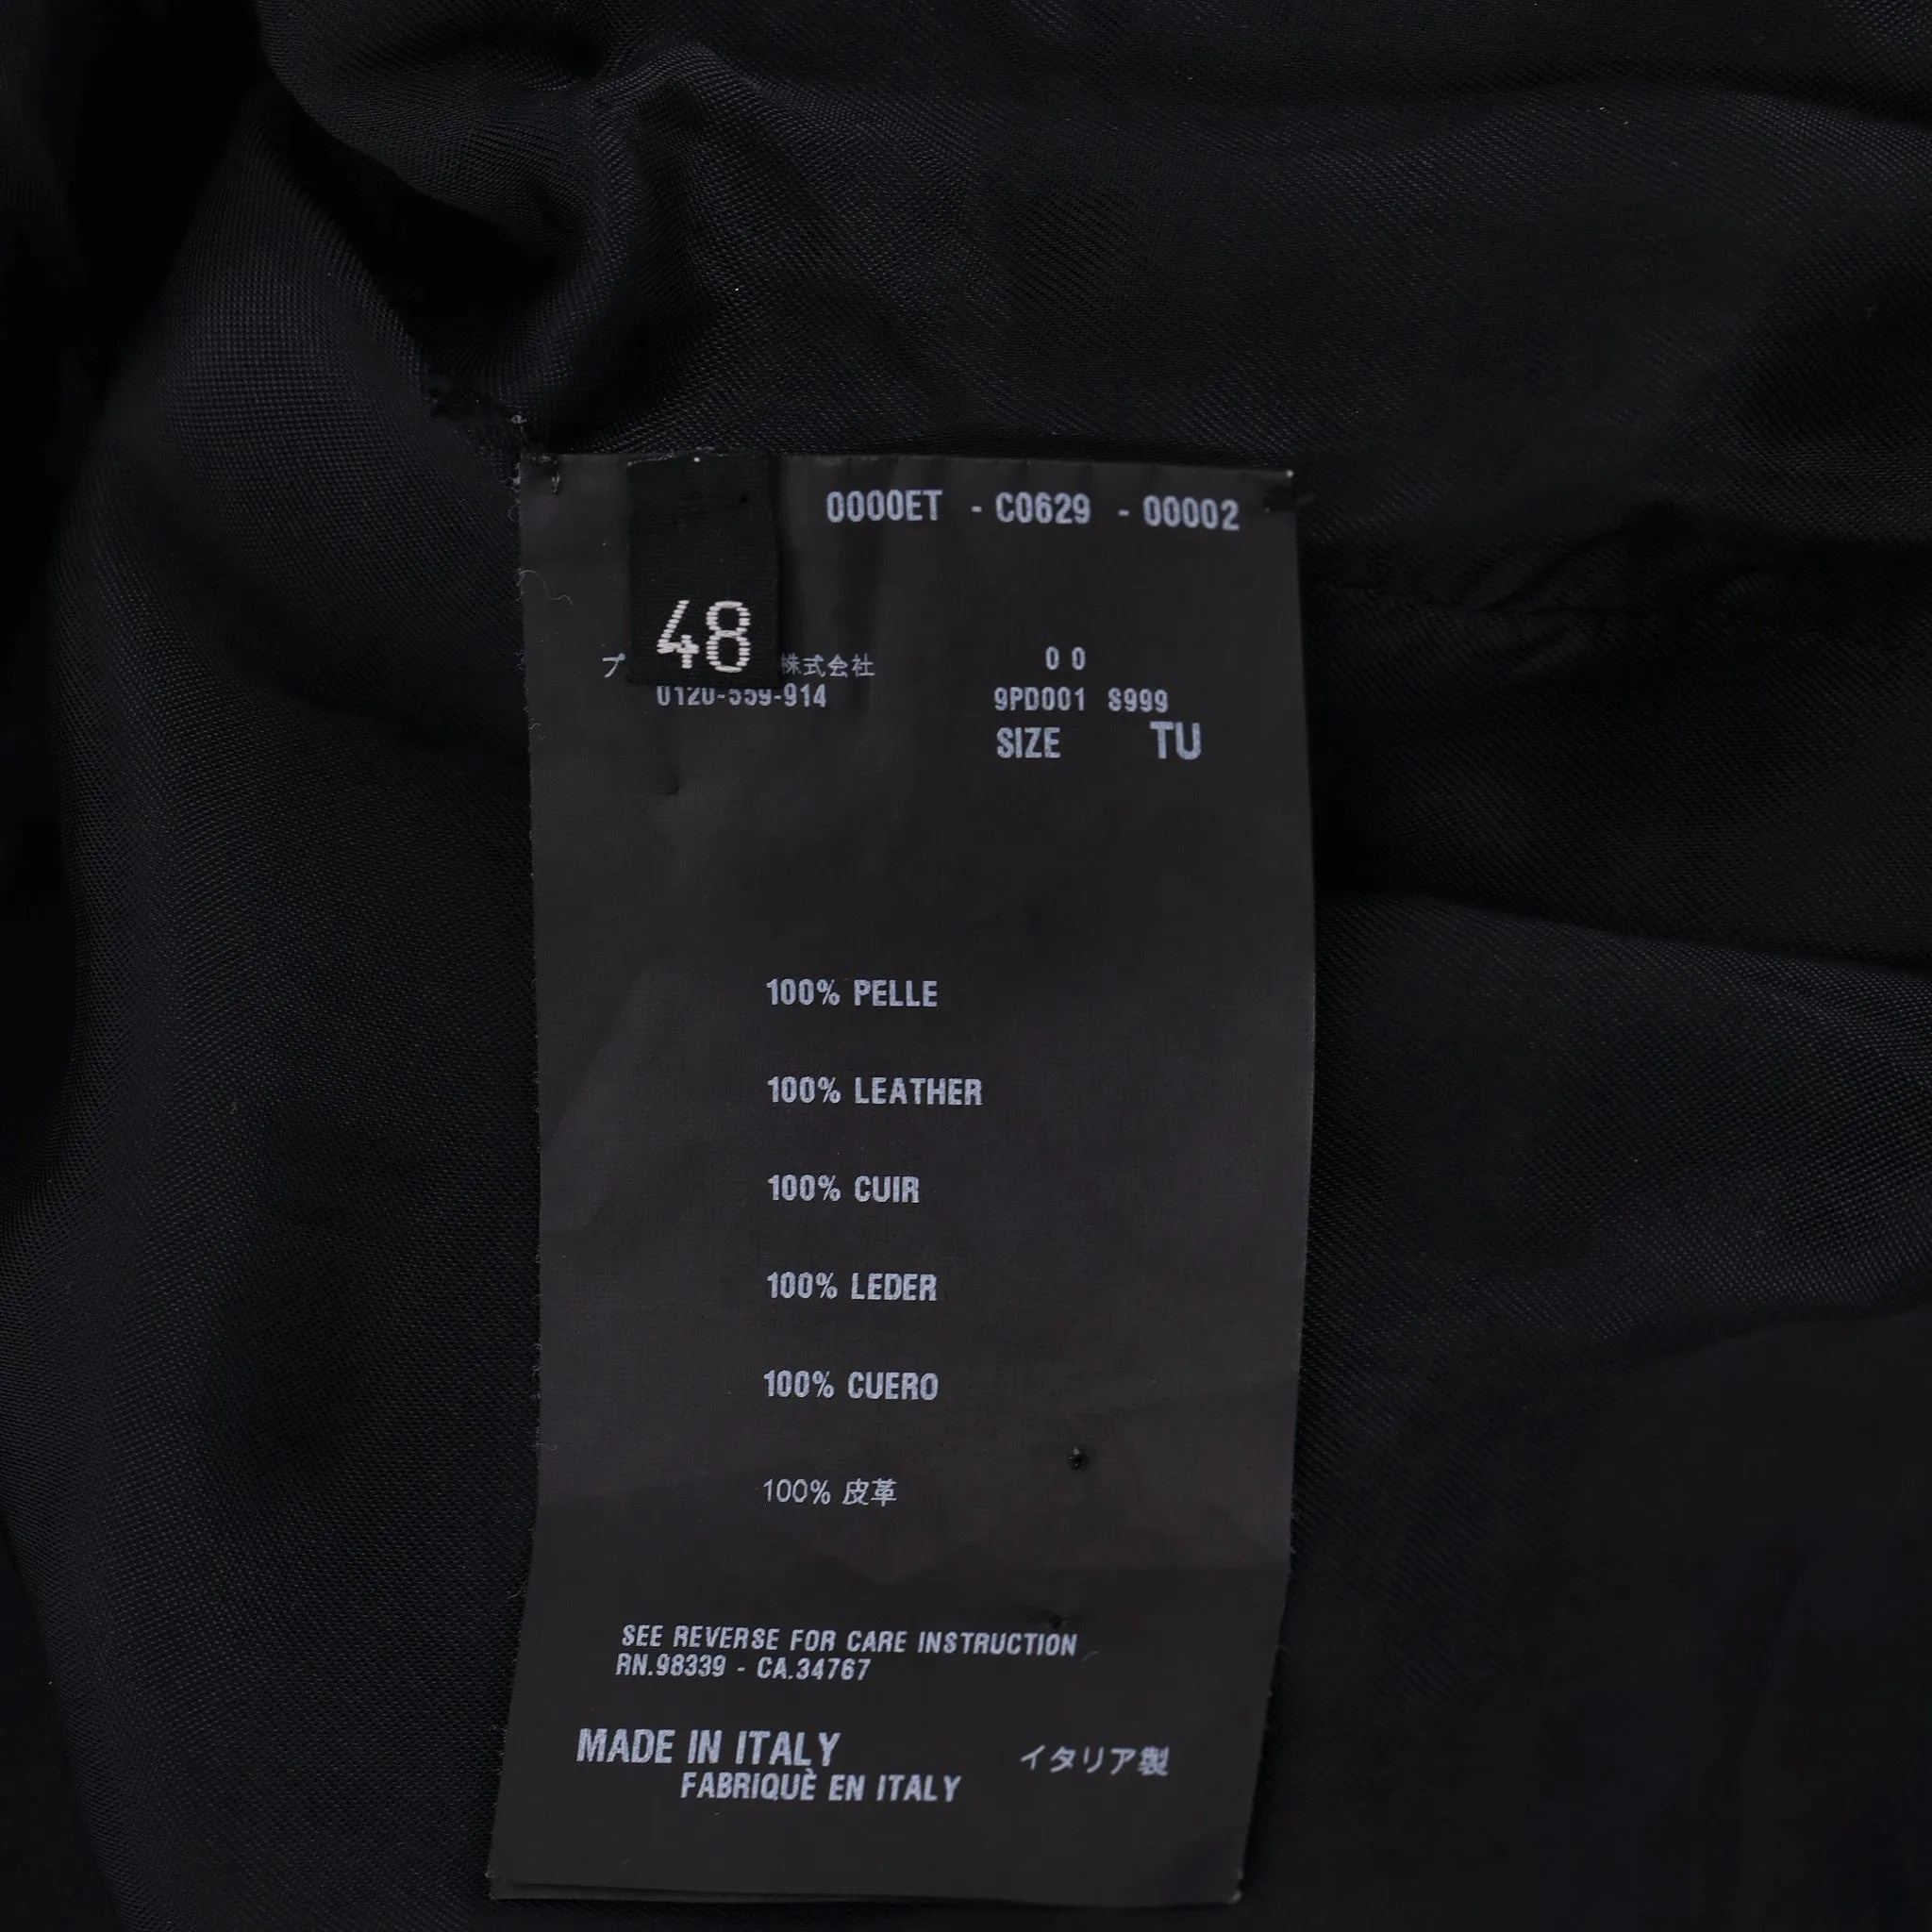 0000ET - C0629 - 00002
48
プ 株式会社
0120-559-914
0 0
9PD001 S999
SIZE TU
100% PELLE
100% LEATHER
100% CUIR
100% LEDER
100% CUERO
100% 皮革
SEE REVERSE FOR CARE INSTRUCTION
RN.98339 - CA.34767
MADE IN ITALY
FABRIQUÈ EN ITALY
イタリア製